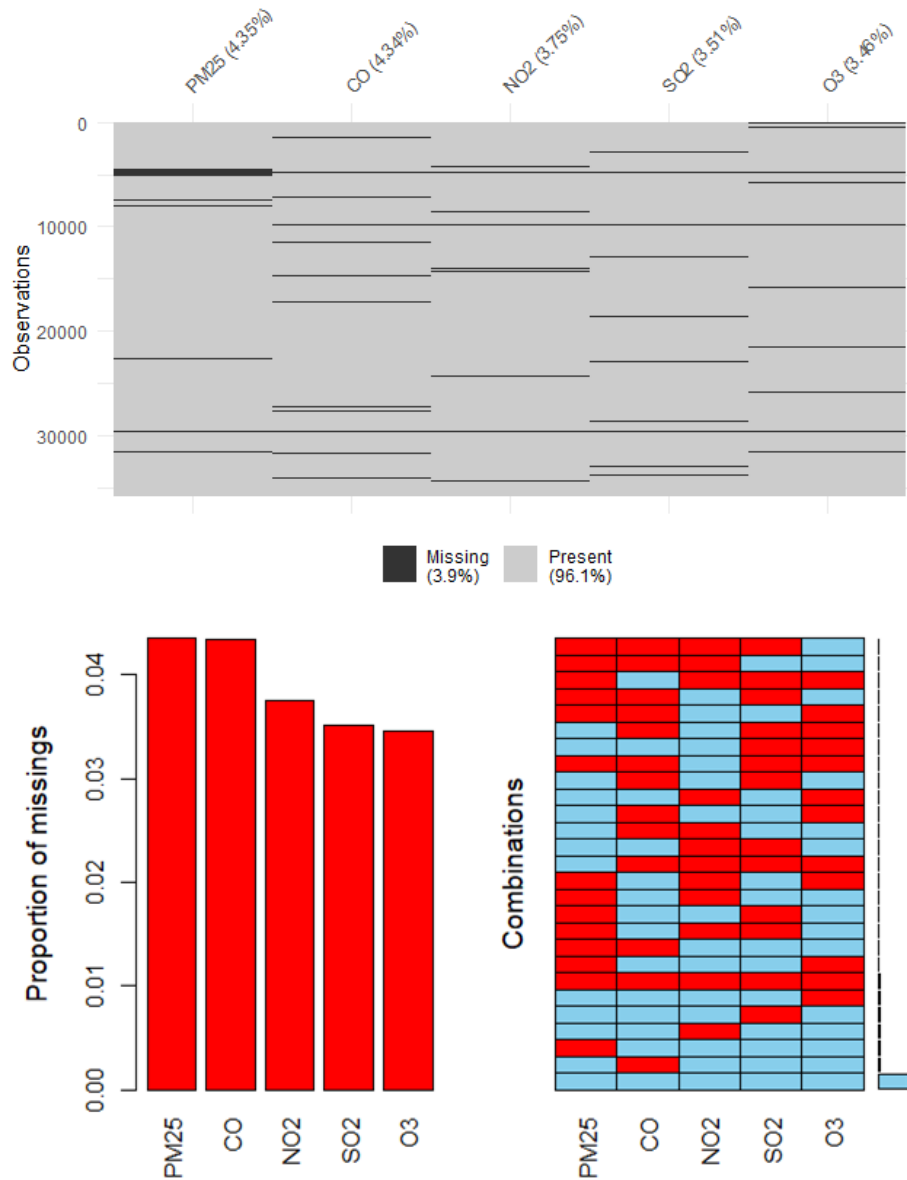 PM25 (4.35%)
CO (4.34%)
NO2 (3.75%)
SO2 (3.51%)
O3 (3.46%)
0
10000
20000
30000
Observations
Missing
(3.9%)
Present
(96.1%)
Proportion of missings
0.04
0.03
0.02
0.01
0.00
PM25
CO
NO2
SO2
O3
Combinations
PM25
CO
NO2
SO2
O3